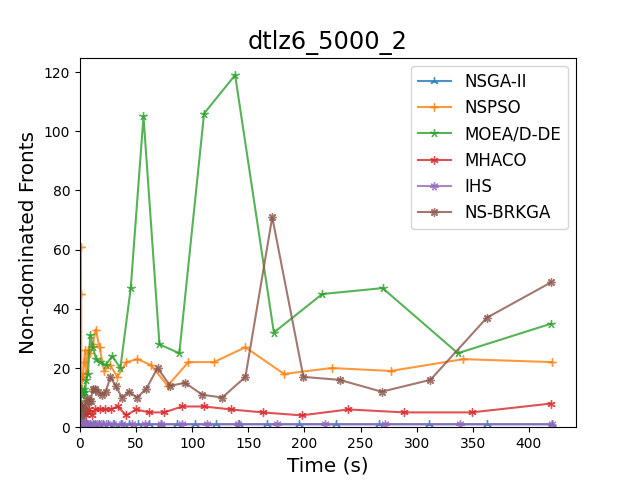 dtlz6_5000_2
Non-dominated Fronts
120
100
80
60
40
20
0
0 50 100 150 200 250 300 350 400
Time (s)
NSGA-II
NSPSO
MOEA/D-DE
MHACO
IHS
NS-BRKGA